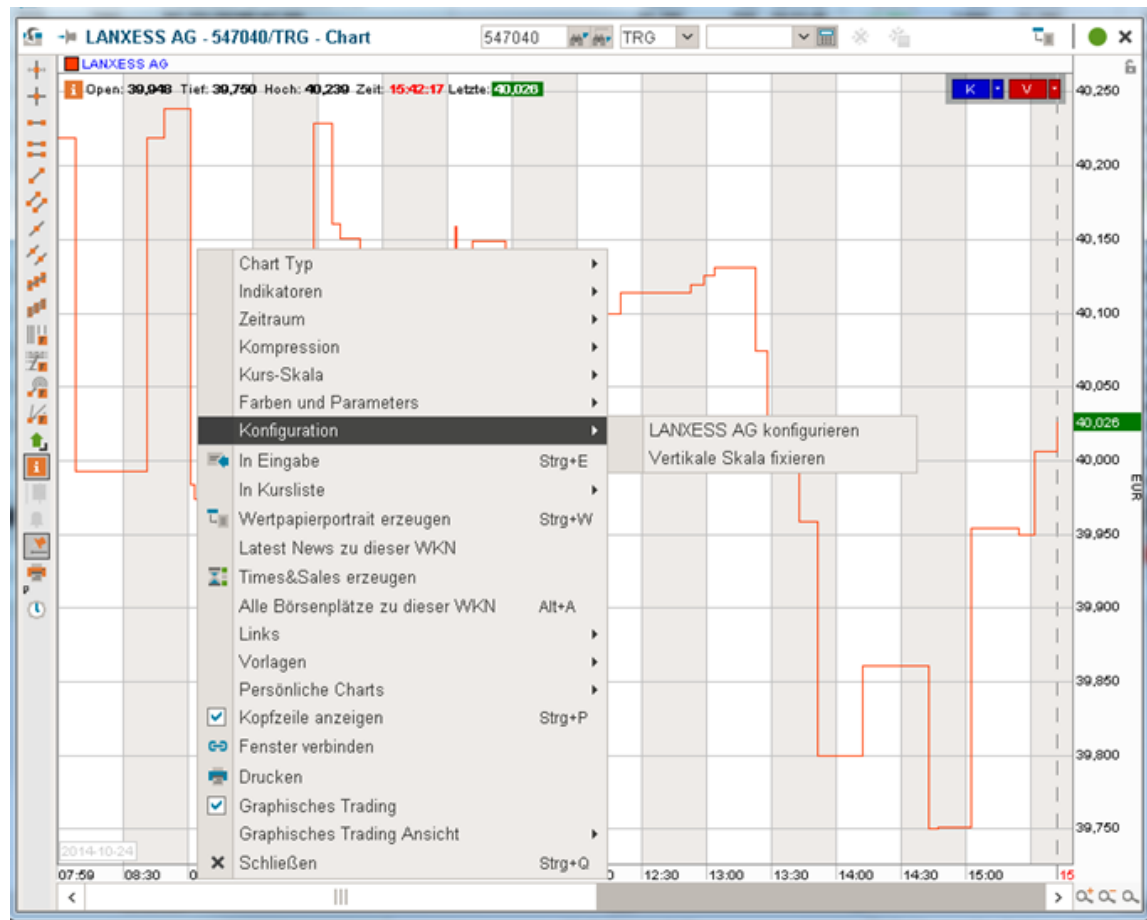 LANXESS AG - 547040/TRG - Chart 547040 TRG
LANXESS AG
Open: 39,948 Tief: 39,750 Hoch: 40,239 Zeit: 15:42:17 Letzte: 40,026
K V
40,250
40,200
40,150
40,100
40,050
40,026
40,000
EUR
39,950
39,900
39,850
39,800
39,750
Chart Typ
Indikatoren
Zeitraum
Kompression
Kurs-Skala
Farben und Parameters
Konfiguration
LANXESS AG konfigurieren
Vertikale Skala fixieren
In Eingabe Strg+E
In Kursliste
Wertpapierportrait erzeugen Strg+W
Latest News zu dieser WKN
Times&Sales erzeugen
Alle Börsenplätze zu dieser WKN Alt+A
Links
Vorlagen
Persönliche Charts
Kopfzeile anzeigen Strg+P
Fenster verbinden
Drucken
Graphisches Trading
Graphisches Trading Ansicht
Schließen Strg+Q
P
2014-10-24
07:59 08:30 0 0 12:30 13:00 13:30 14:00 14:30 15:00 15